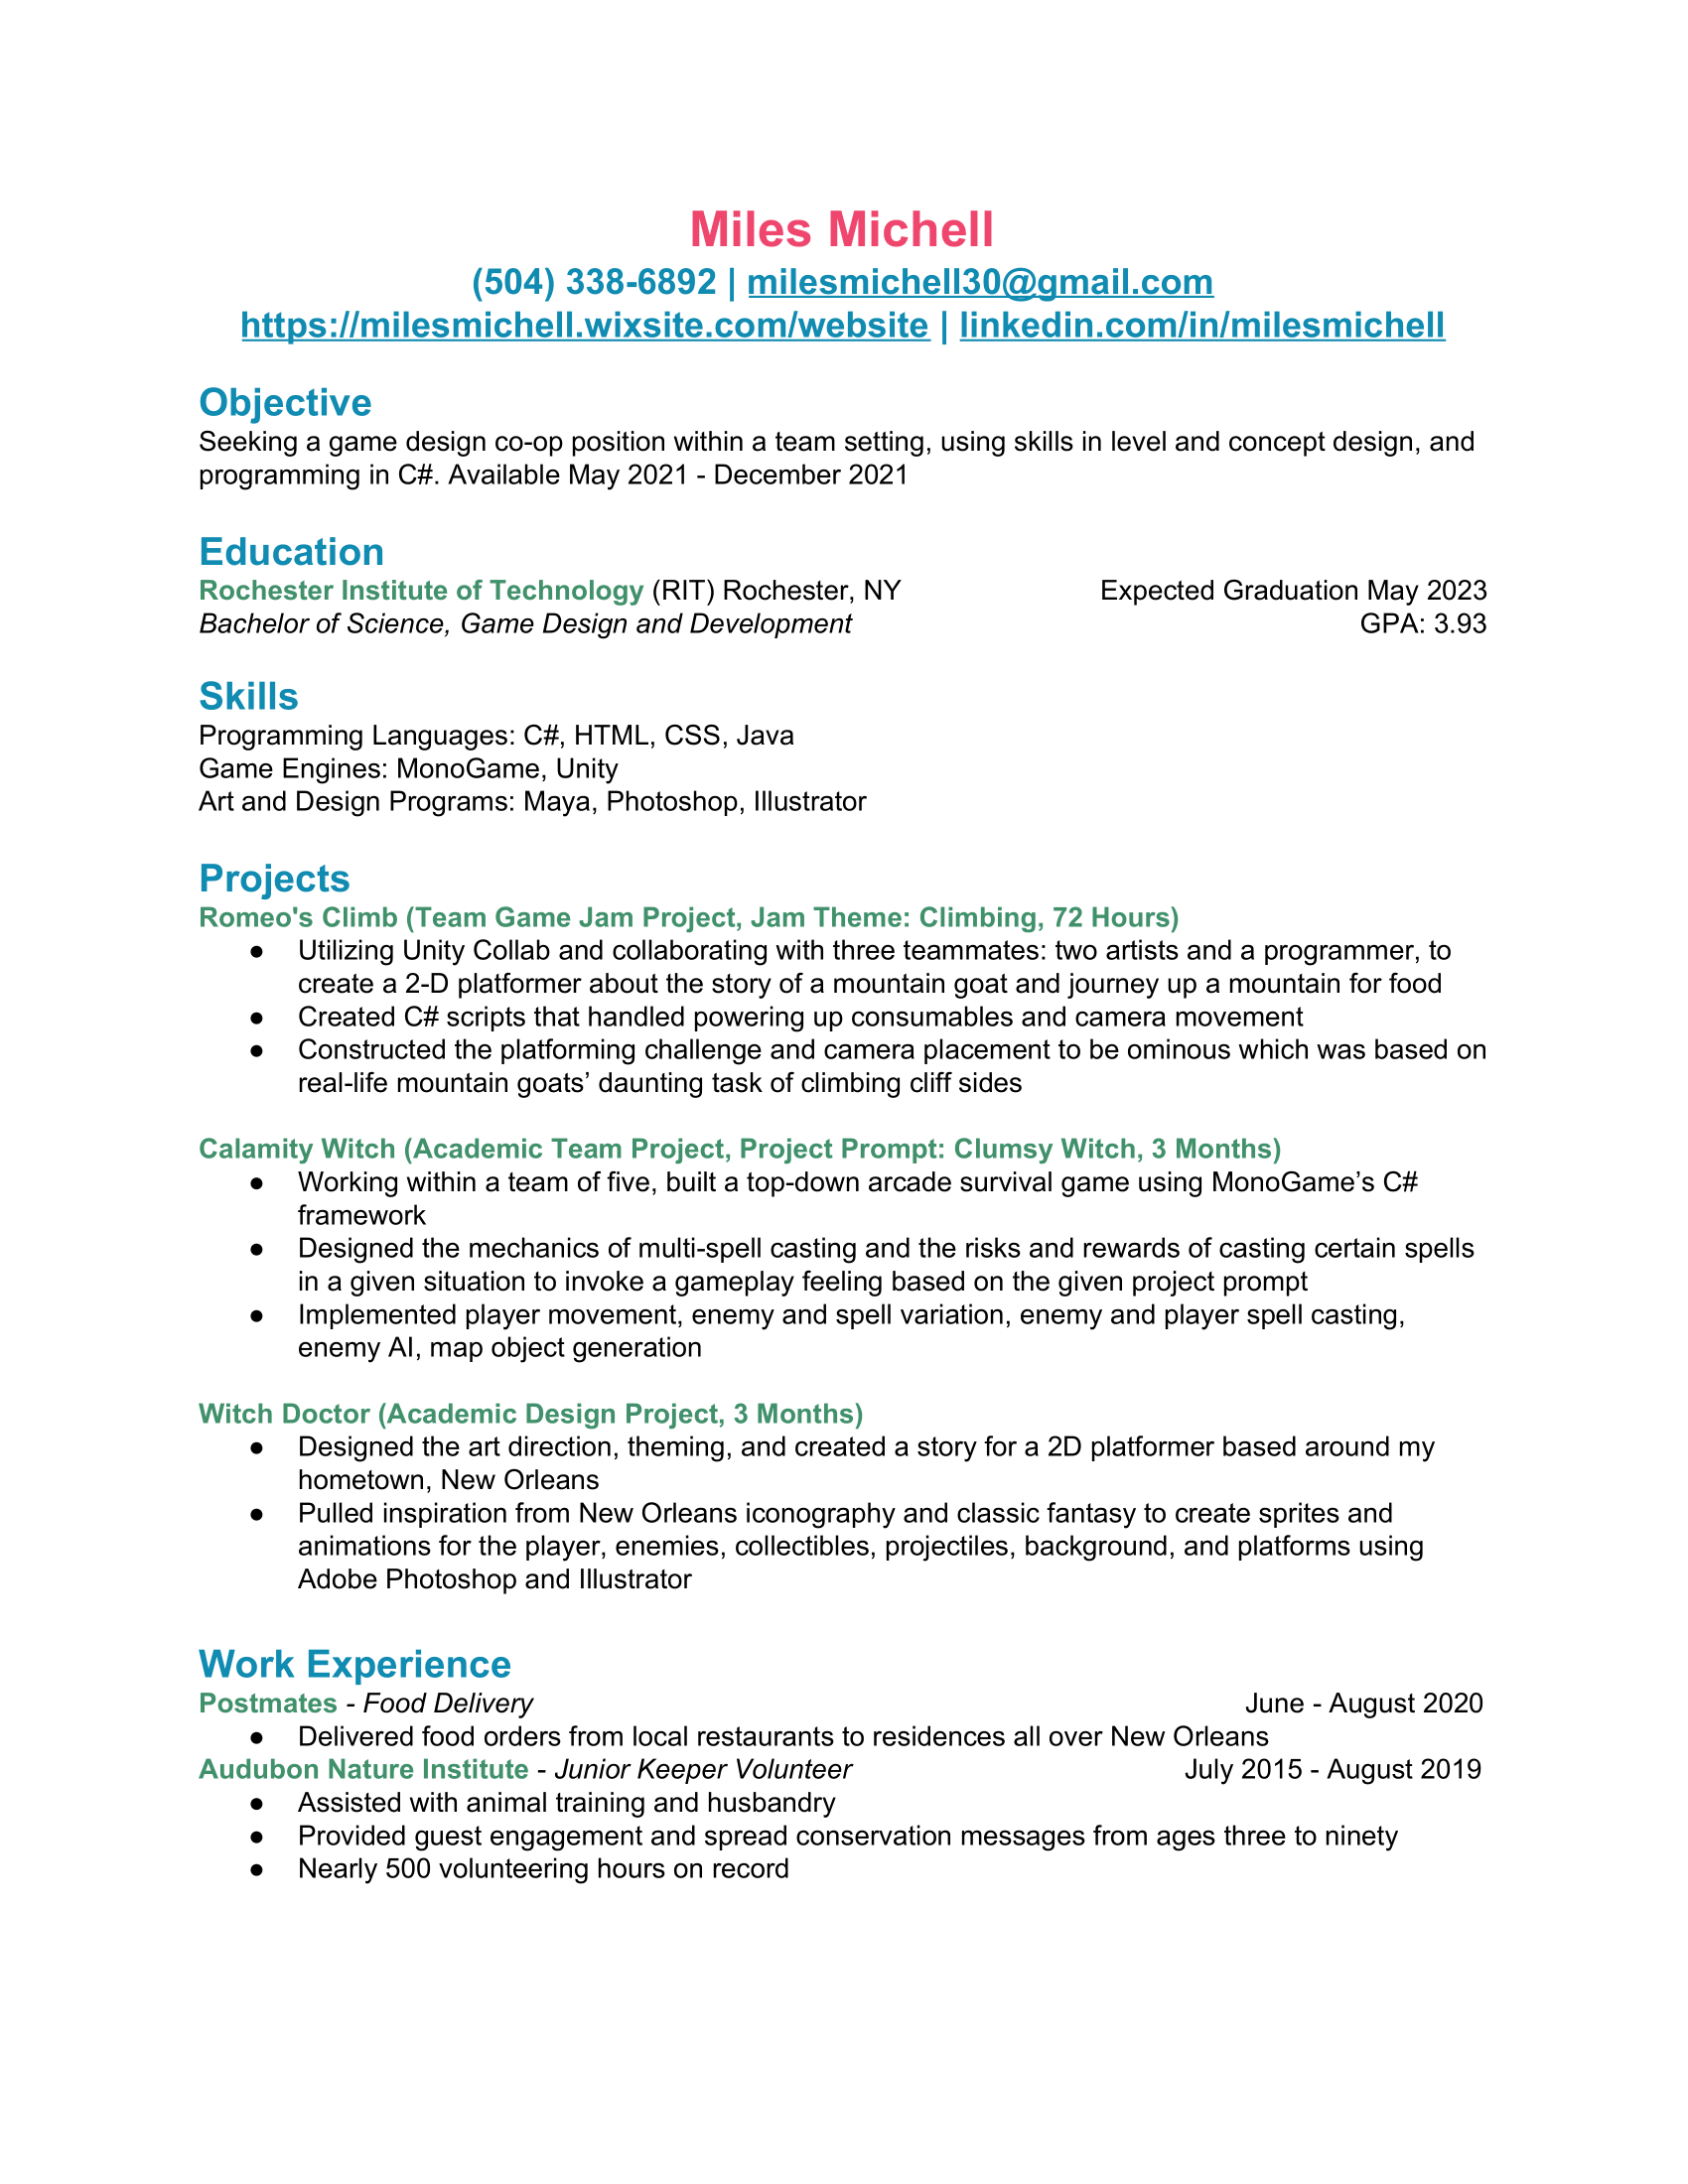 Miles Michell
(504) 338-6892 | milesmichell30@gmail.com
https://milesmichell.wixsite.com/website | linkedin.com/in/milesmichell
Objective
Seeking a game design co-op position within a team setting, using skills in level and concept design, and
programming in C#. Available May 2021 - December 2021
Education
Rochester Institute of Technology (RIT) Rochester, NY Expected Graduation May 2023
Bachelor of Science, Game Design and Development GPA: 3.93
Skills
Programming Languages: C#, HTML, CSS, Java
Game Engines: MonoGame, Unity
Art and Design Programs: Maya, Photoshop, Illustrator
Projects
Romeo's Climb (Team Game Jam Project, Jam Theme: Climbing, 72 Hours)
● Utilizing Unity Collab and collaborating with three teammates: two artists and a programmer, to
create a 2-D platformer about the story of a mountain goat and journey up a mountain for food
● Created C# scripts that handled powering up consumables and camera movement
● Constructed the platforming challenge and camera placement to be ominous which was based on
real-life mountain goats’ daunting task of climbing cliff sides
Calamity Witch (Academic Team Project, Project Prompt: Clumsy Witch, 3 Months)
● Working within a team of five, built a top-down arcade survival game using MonoGame’s C#
framework
● Designed the mechanics of multi-spell casting and the risks and rewards of casting certain spells
in a given situation to invoke a gameplay feeling based on the given project prompt
● Implemented player movement, enemy and spell variation, enemy and player spell casting,
enemy AI, map object generation
Witch Doctor (Academic Design Project, 3 Months)
● Designed the art direction, theming, and created a story for a 2D platformer based around my
hometown, New Orleans
● Pulled inspiration from New Orleans iconography and classic fantasy to create sprites and
animations for the player, enemies, collectibles, projectiles, background, and platforms using
Adobe Photoshop and Illustrator
Work Experience
Postmates - Food Delivery June - August 2020
● Delivered food orders from local restaurants to residences all over New Orleans
Audubon Nature Institute - Junior Keeper Volunteer July 2015 - August 2019
● Assisted with animal training and husbandry
● Provided guest engagement and spread conservation messages from ages three to ninety
● Nearly 500 volunteering hours on record